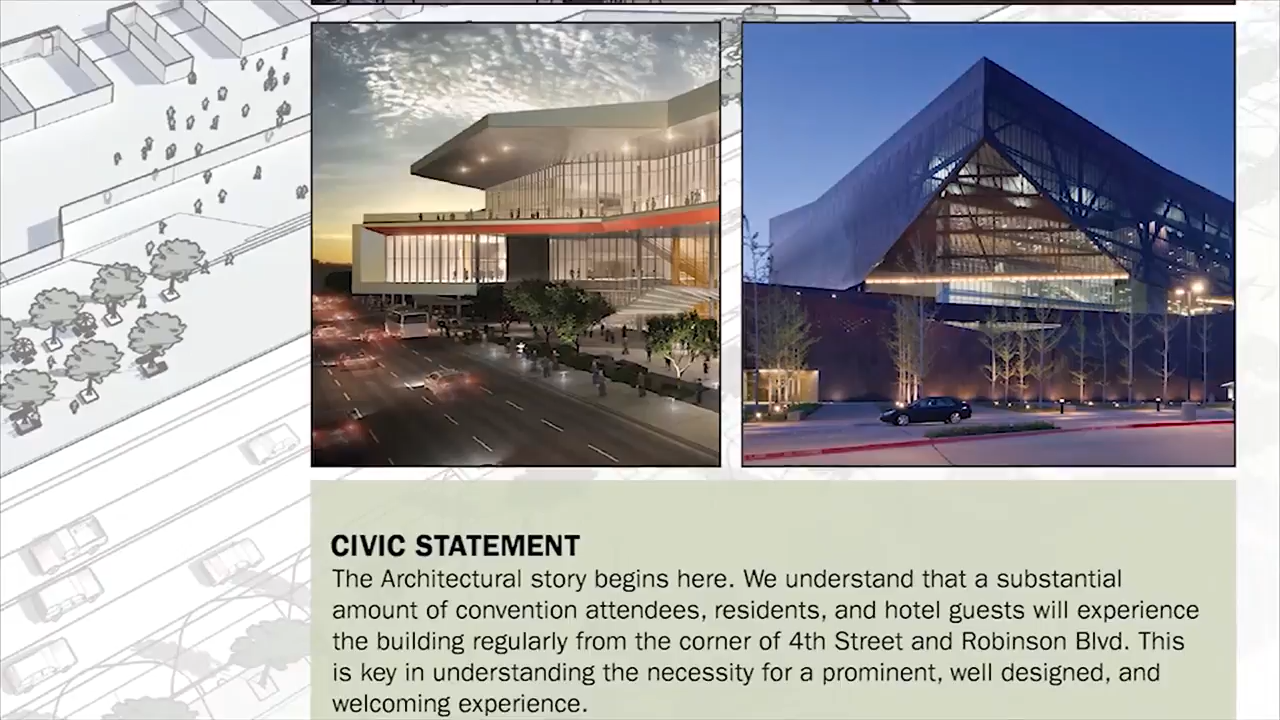 CIVIC STATEMENT
The Architectural story begins here. We understand that a substantial
amount of convention attendees, residents, and hotel guests will experience
the building regularly from the corner of 4th Street and Robinson Blvd. This
is key in understanding the necessity for a prominent, well designed, and
welcoming experience.